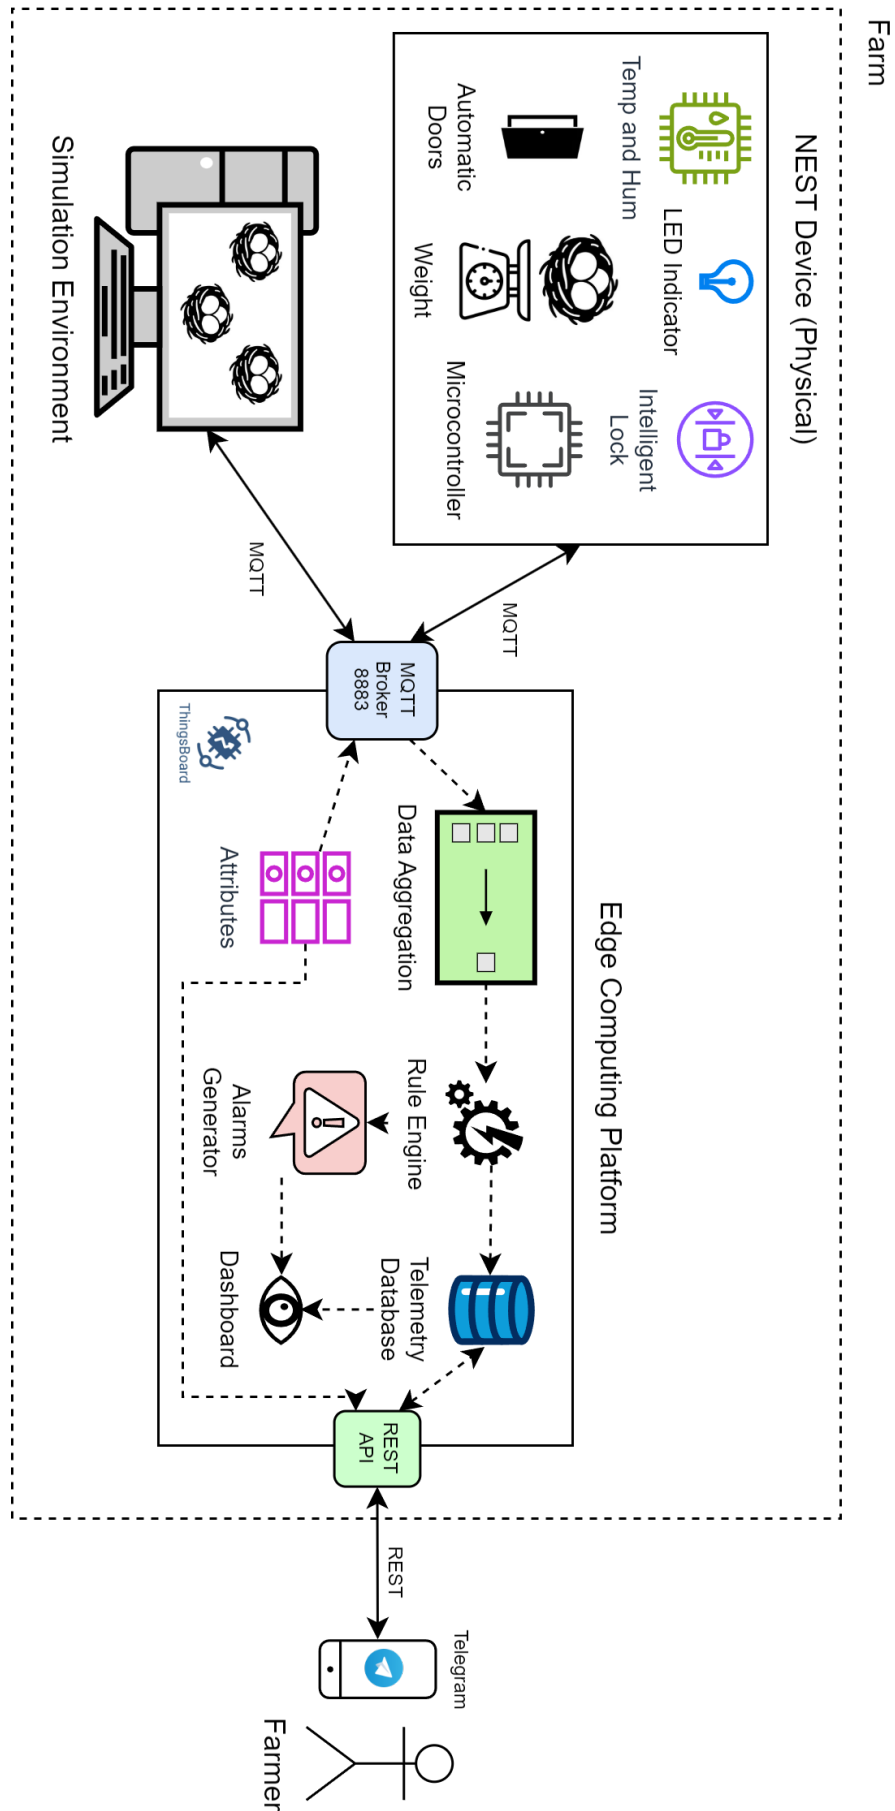 Farm
NEST Device (Physical)
Temp and Hum
LED Indicator
Intelligent
Lock
Automatic
Doors
Weight
Microcontroller
Simulation Environment
MQTT
MQTT
MQTT
Broker
8883
Edge Computing Platform
Data Aggregation
Rule Engine
Telemetry
Database
Attributes
Alarms
Generator
Dashboard
ThingsBoard
REST
API
REST
Telegram
Farmer